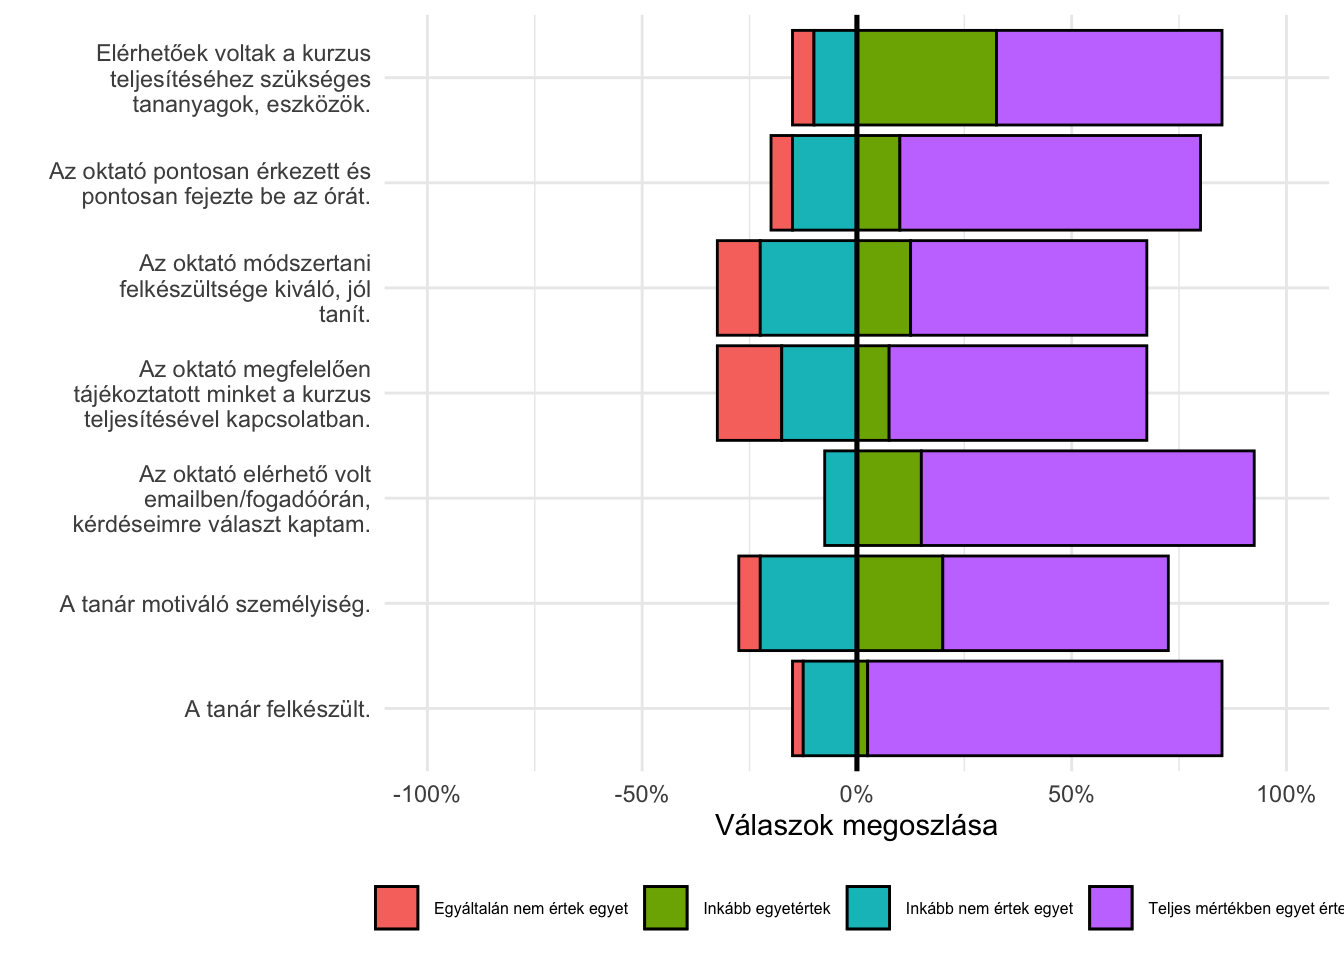 Elérhetőek voltak a kurzus
teljesítéséhez szükséges
tananyagok, eszközök.
Az oktató pontosan érkezett és
pontosan fejezte be az órát.
Az oktató módszertani
felkészültsége kiváló, jól
tanít.
Az oktató megfelelően
tájékoztatott minket a kurzus
teljesítésével kapcsolatban.
Az oktató elérhető volt
emailben/fogadóórán,
kérdéseimre választ kaptam.
A tanár motiváló személyiség.
A tanár felkészült.
-100% -50% 0% 50% 100%
Válaszok megoszlása
Egyáltalán nem értek egyet Inkább egyetértek Inkább nem értek egyet Teljes mértékben egyet